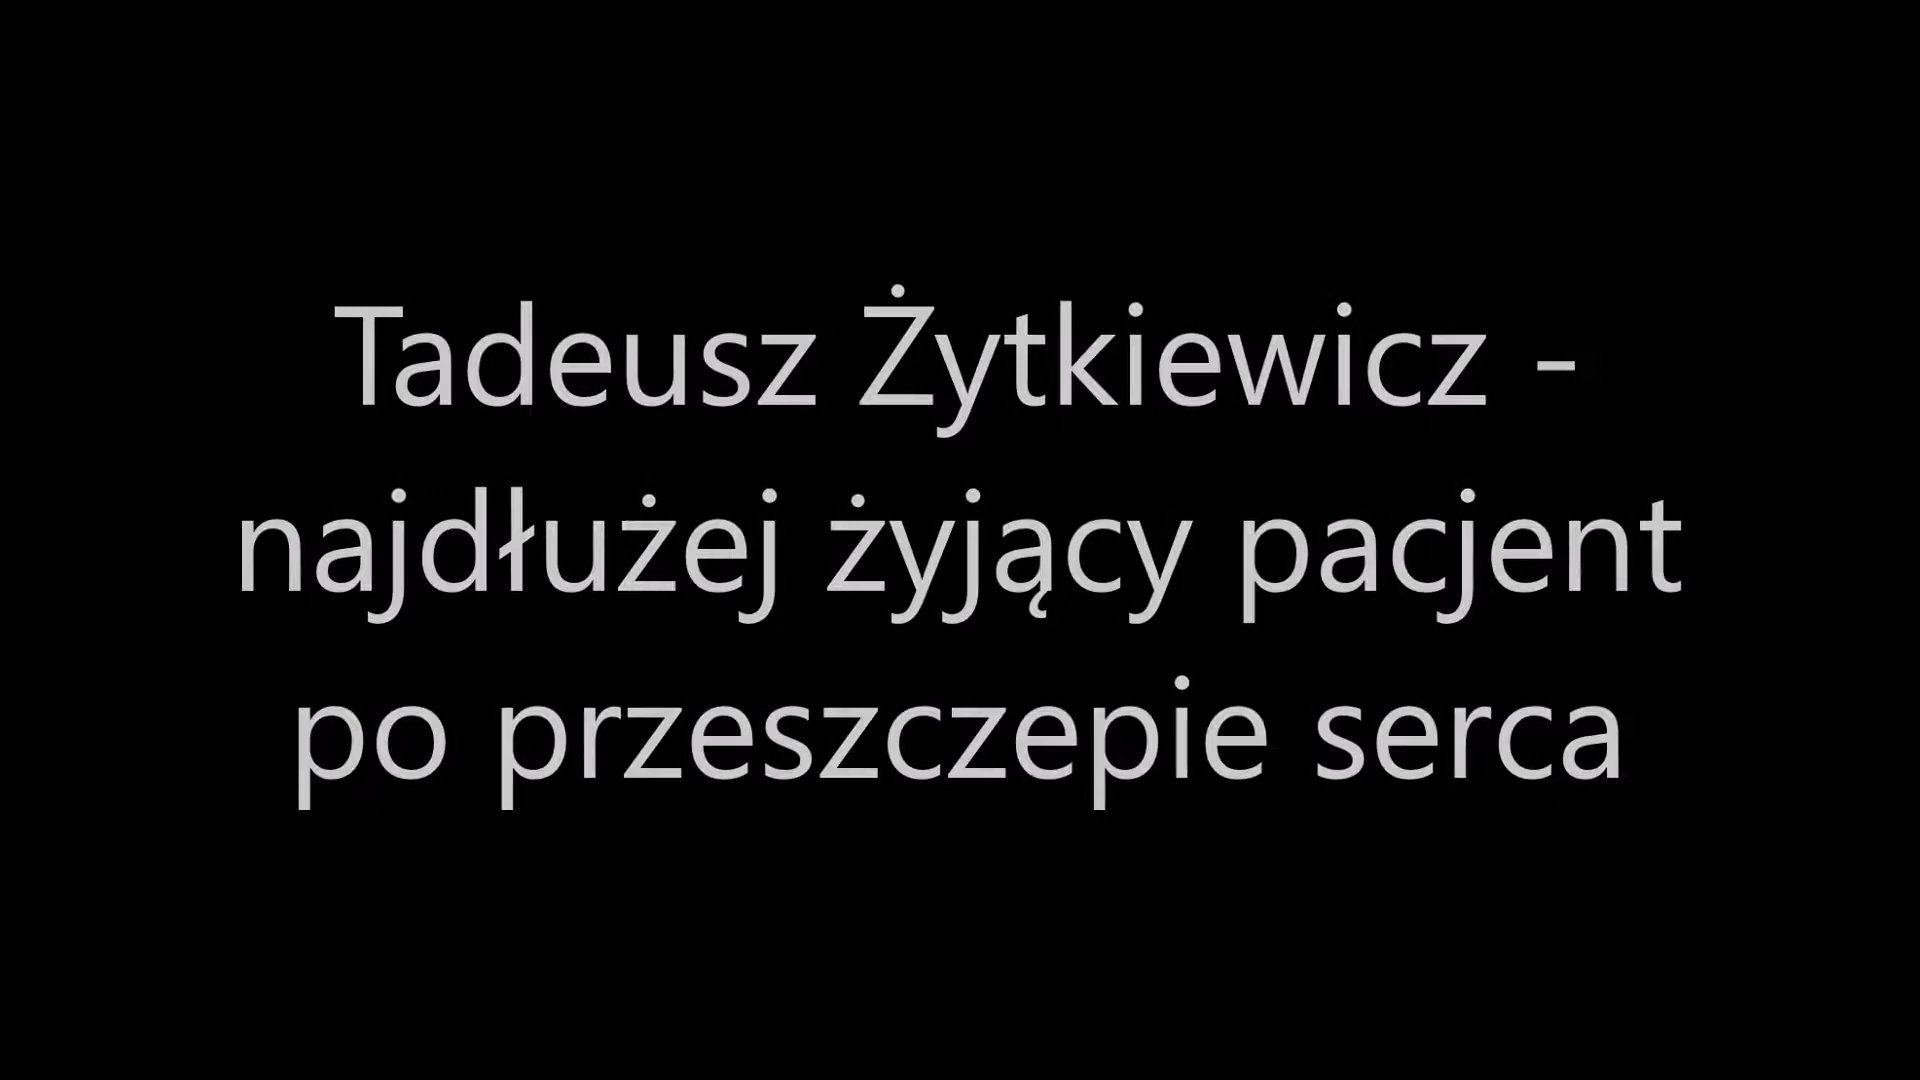 Tadeusz Żytkiewicz -
najdłużej żyjący pacjent
po przeszczepie serca